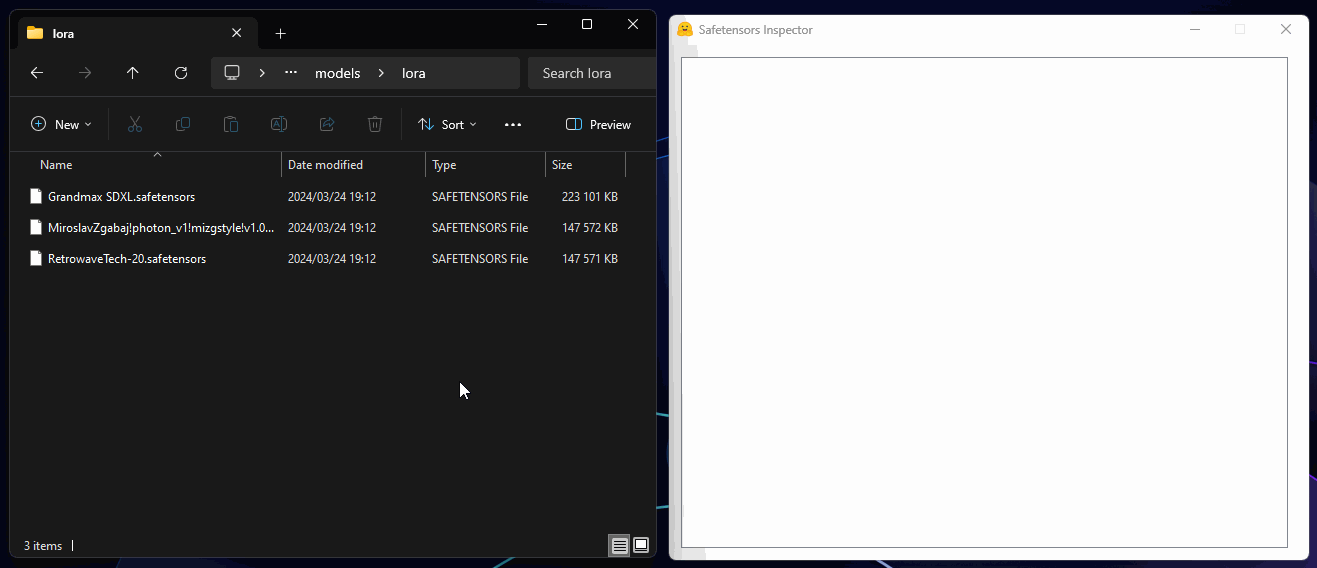 lora
models
lora
Search lora
New
Sort
Preview
Name Date modified Type Size
Grandmax SDXL.safetensors 2024/03/24 19:12 SAFETENSORS File 223 101 KB
MiroslavZgabaj!photon_v1!mizgstyle!v1.0... 2024/03/24 19:12 SAFETENSORS File 147 572 KB
RetrowaveTech-20.safetensors 2024/03/24 19:12 SAFETENSORS File 147 571 KB
3 items
Safetensors Inspector